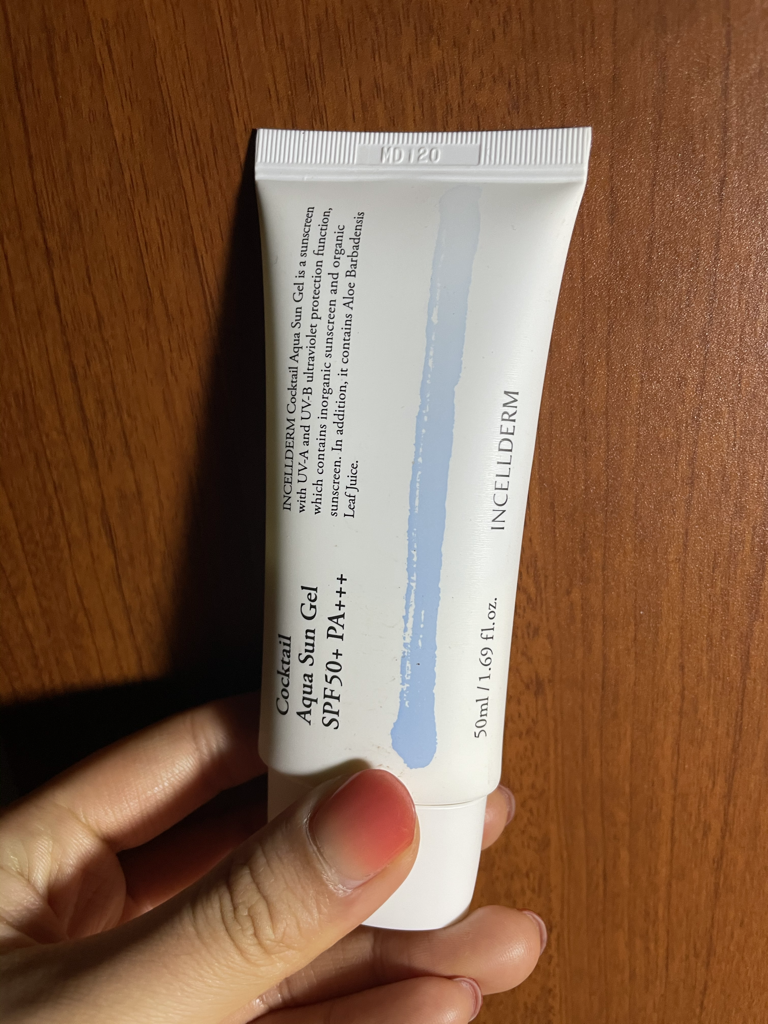 MD120
INCELLDERM Cocktail Aqua Sun Gel is a sunscreen
with UV-A and UV-B ultraviolet protection function,
which contains inorganic sunscreen and organic
sunscreen. In addition, it contains Aloe Barbadensis
Leaf Juice.
Cocktail
Aqua Sun Gel
SPF50+ PA+++
INCELLDERM
50ml / 1.69 fl.oz.